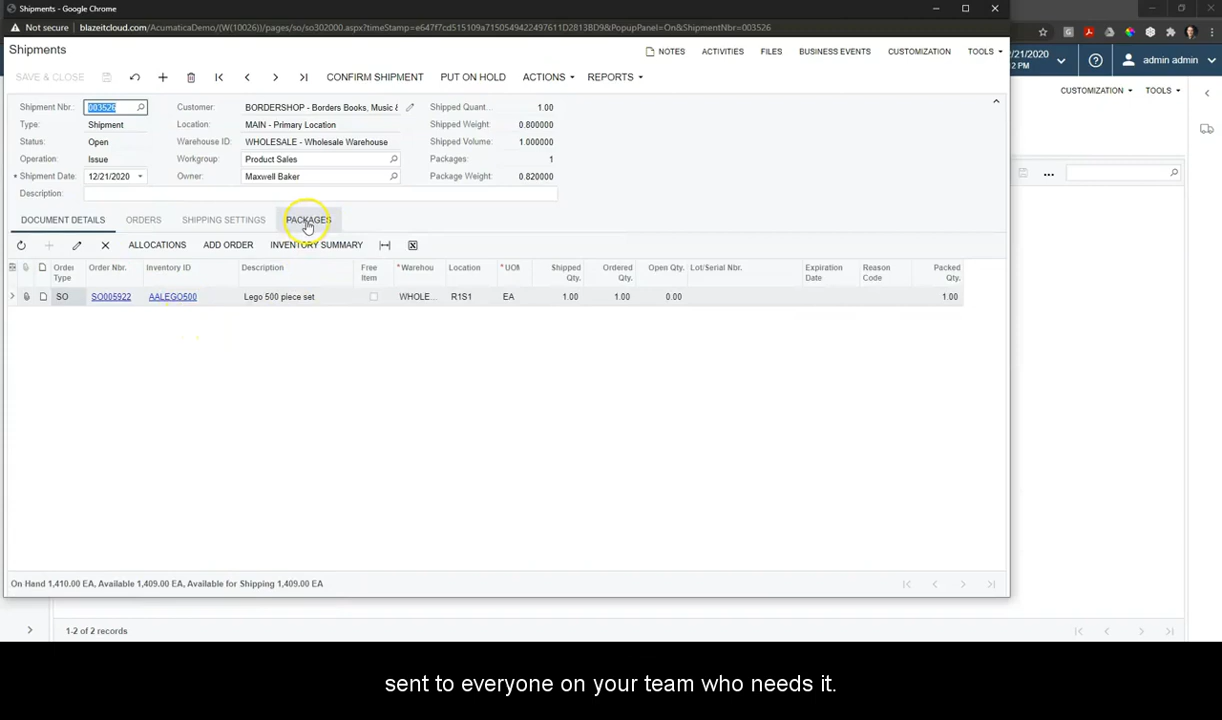 Shipments - Google Chrome
Not secure | blazeitcloud.com/AcumaticaDemo/(W(10026))/pages/so/so302000.aspx?timeStamp=e647f7cd515109a7150549422497611D2813BD9&PopupPanel=On&ShipmentNbr=003526
Shipments
NOTES ACTIVITIES FILES BUSINESS EVENTS CUSTOMIZATION TOOLS
SAVE & CLOSE CONFIRM SHIPMENT PUT ON HOLD ACTIONS REPORTS
Shipment Nbr.: 003526 Customer: BORDERSHOP - Borders Books, Music & Shipped Quant... 1.00
Type: Shipment Location: MAIN - Primary Location Shipped Weight: 0.800000
Status: Open Warehouse ID: WHOLESALE - Wholesale Warehouse Shipped Volume: 1.000000
Operation: Issue Workgroup: Product Sales Packages: 1
* Shipment Date: 12/21/2020 Owner: Maxwell Baker Package Weight: 0.820000
Description:
DOCUMENT DETAILS ORDERS SHIPPING SETTINGS PACKAGES
ALLOCATIONS ADD ORDER INVENTORY SUMMARY
Order Type Order Nbr. Inventory ID Description Free Item * Warehou Location * UOM Shipped Qty. Ordered Qty. Open Qty. Lot/Serial Nbr. Expiration Date Reason Code Packed Qty.
SO SO005922 AALEGO500 Lego 500 piece set WHOLE... R1S1 EA 1.00 1.00 0.00 1.00
On Hand 1,410.00 EA, Available 1,409.00 EA, Available for Shipping 1,409.00 EA
/21/2020
2 PM
admin admin
CUSTOMIZATION TOOLS
1-2 of 2 records
sent to everyone on your team who needs it.